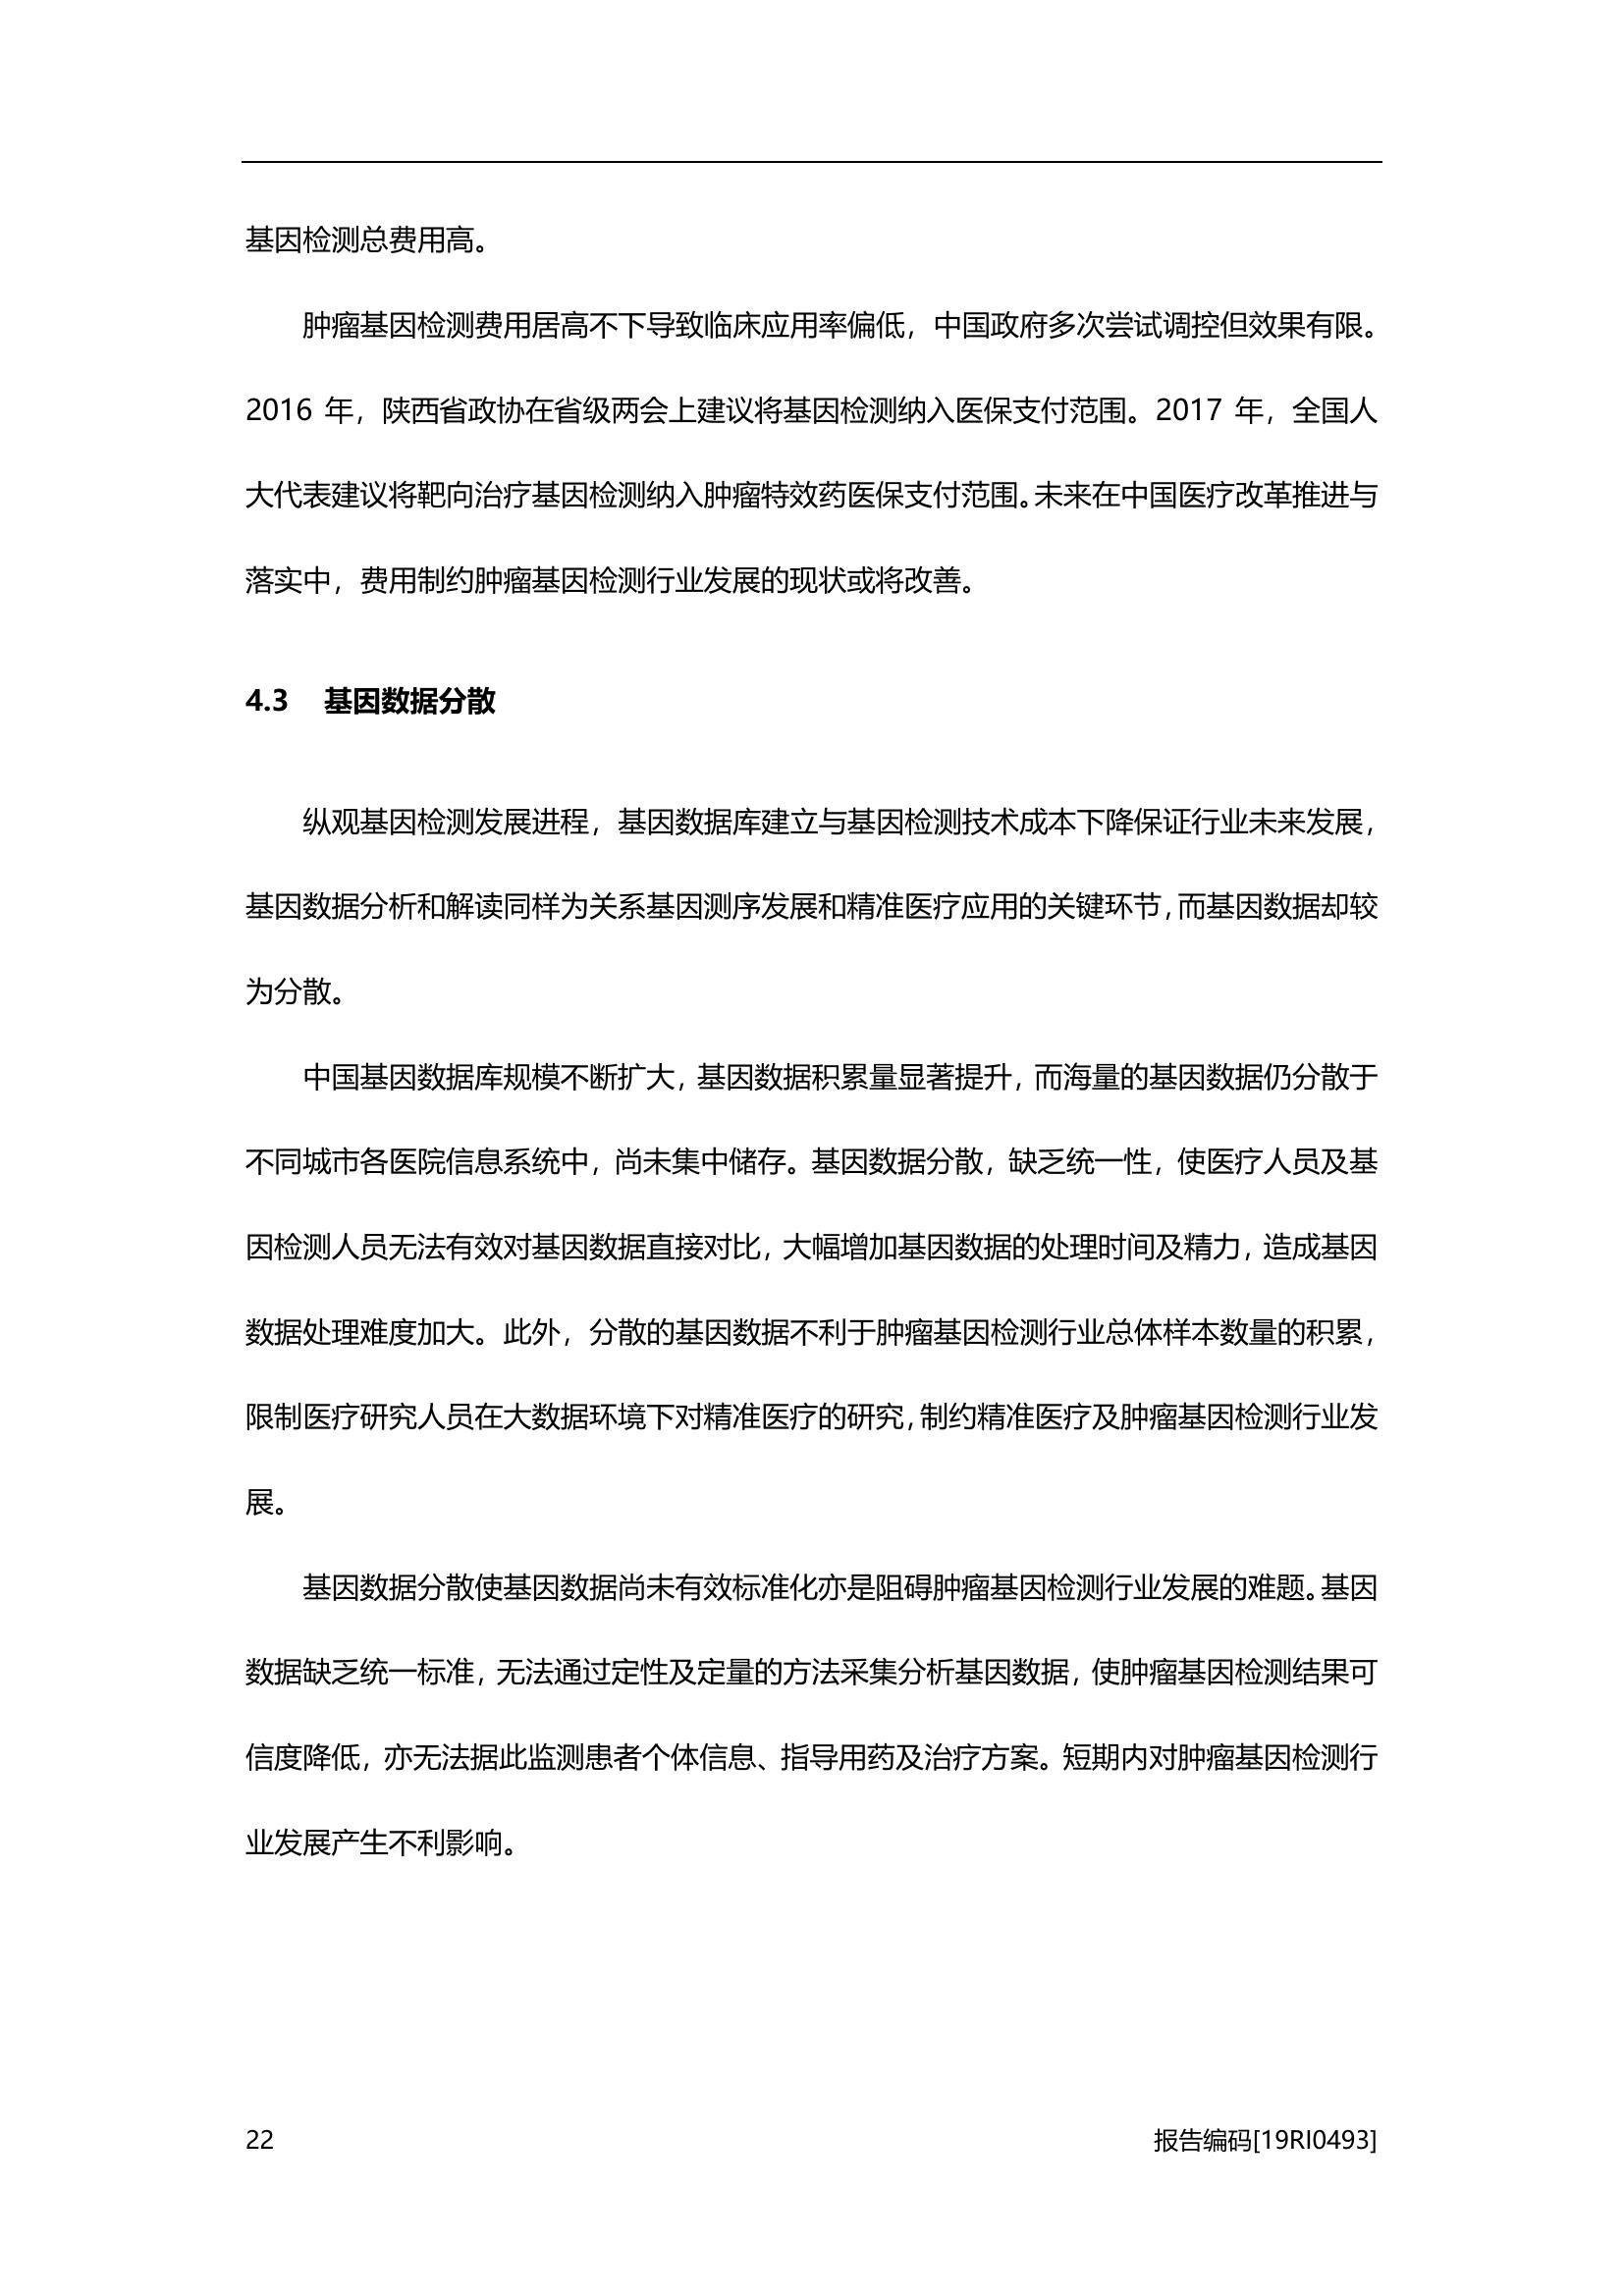 基因检测总费用高。
肿瘤基因检测费用居高不下导致临床应用率偏低，中国政府多次尝试调控但效果有限。
2016 年，陕西省政协在省级两会上建议将基因检测纳入医保支付范围。2017 年，全国人
大代表建议将靶向治疗基因检测纳入肿瘤特效药医保支付范围。未来在中国医疗改革推进与
落实中，费用制约肿瘤基因检测行业发展的现状或将改善。
4.3 基因数据分散
纵观基因检测发展进程，基因数据库建立与基因检测技术成本下降保证行业未来发展，
基因数据分析和解读同样为关系基因测序发展和精准医疗应用的关键环节，而基因数据却较
为分散。
中国基因数据库规模不断扩大，基因数据积累量显著提升，而海量的基因数据仍分散于
不同城市各医院信息系统中，尚未集中储存。基因数据分散，缺乏统一性，使医疗人员及基
因检测人员无法有效对基因数据直接对比，大幅增加基因数据的处理时间及精力，造成基因
数据处理难度加大。此外，分散的基因数据不利于肿瘤基因检测行业总体样本数量的积累，
限制医疗研究人员在大数据环境下对精准医疗的研究，制约精准医疗及肿瘤基因检测行业发
展。
基因数据分散使基因数据尚未有效标准化亦是阻碍肿瘤基因检测行业发展的难题。基因
数据缺乏统一标准，无法通过定性及定量的方法采集分析基因数据，使肿瘤基因检测结果可
信度降低，亦无法据此监测患者个体信息、指导用药及治疗方案。短期内对肿瘤基因检测行
业发展产生不利影响。
22 报告编码[19RI0493]